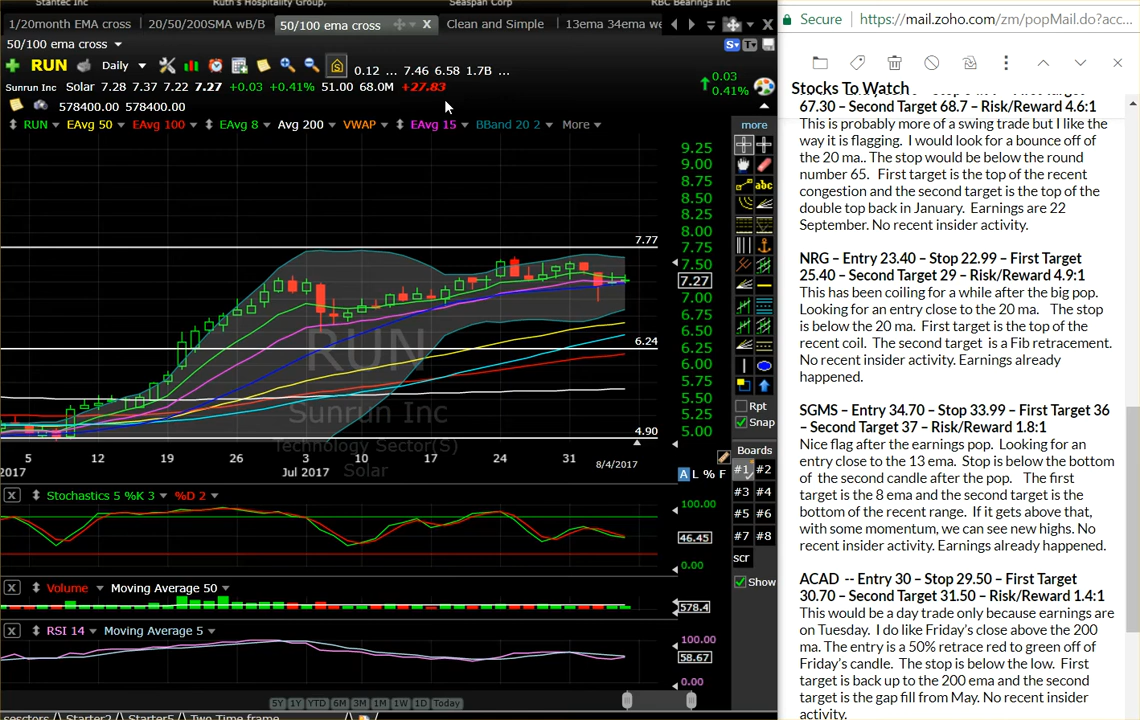 Stantec Inc Ruth's Hospitality Group, Seaspan Corp RBC Bearings Inc
1/20/110 EMA cross 20/50/200SMA wB/B 50/100 ema cross Clean and Simple 13ema 34ema we
50/100 ema cross
RUN Daily 0.12 ... 7.46 6.58 1.7B ...
Sunrun Inc Solar 7.28 7.37 7.22 7.27 +0.03 +0.41% 51.00 68.0M +27.83
0.03
0.41%
578400.00 578400.00
RUN EAvg 50 EAvg 100 EAvg 8 Avg 200 VWAP EAvg 15 BBand 20 2 More
more
9.25
9.00
8.75
8.50
8.25
8.00
7.77
7.75
7.50
7.27
7.00
6.75
6.50
6.24
6.25
6.00
5.75
5.50
5.25
5.00
4.90
RUN
Sunrun Inc
Technology Sector(S)
Solar
5 12 19 26 3 10 17 24 31
2017 Jul 2017 8/4/2017
A L % F
abc
Rpt
Snap
Boards
#1 #2
#3 #4
#5 #6
#7 #8
scr
Show
Stochastics 5 %K 3 %D 2
100.00
46.45
0.00
Volume Moving Average 50
578.4
RSI 14 Moving Average 5
100.00
58.67
0.00
5Y 1Y YTD 6M 3M 1M 1W 1D Today
sesctors Starter2 Starter5 Two Time frame
Secure https://mail.zoho.com/zm/popMail.do?acc...
Stocks To Watch
67.30 – Second Target 68.7 – Risk/Reward 4.6:1
This is probably more of a swing trade but I like the
way it is flagging. I would look for a bounce off of
the 20 ma.. The stop would be below the round
number 65. First target is the top of the recent
congestion and the second target is the top of the
double top back in January. Earnings are 22
September. No recent insider activity.
NRG – Entry 23.40 – Stop 22.99 – First Target
25.40 – Second Target 29 – Risk/Reward 4.9:1
This has been coiling for a while after the big pop.
Looking for an entry close to the 20 ma. The stop
is below the 20 ma. First target is the top of the
recent coil. The second target is a Fib retracement.
No recent insider activity. Earnings already
happened.
SGMS – Entry 34.70 – Stop 33.99 – First Target 36
– Second Target 37 – Risk/Reward 1.8:1
Nice flag after the earnings pop. Looking for an
entry close to the 13 ema. Stop is below the bottom
of the second candle after the pop. The first
target is the 8 ema and the second target is the
bottom of the recent range. If it gets above that,
with some momentum, we can see new highs. No
recent insider activity. Earnings already happened.
ACAD -- Entry 30 – Stop 29.50 – First Target
30.70 – Second Target 31.50 – Risk/Reward 1.4:1
This would be a day trade only because earnings are
on Tuesday. I do like Friday's close above the 200
ma. The entry is a 50% retrace red to green off of
Friday's candle. The stop is below the low. First
target is back up to the 200 ema and the second
target is the gap fill from May. No recent insider
activity.